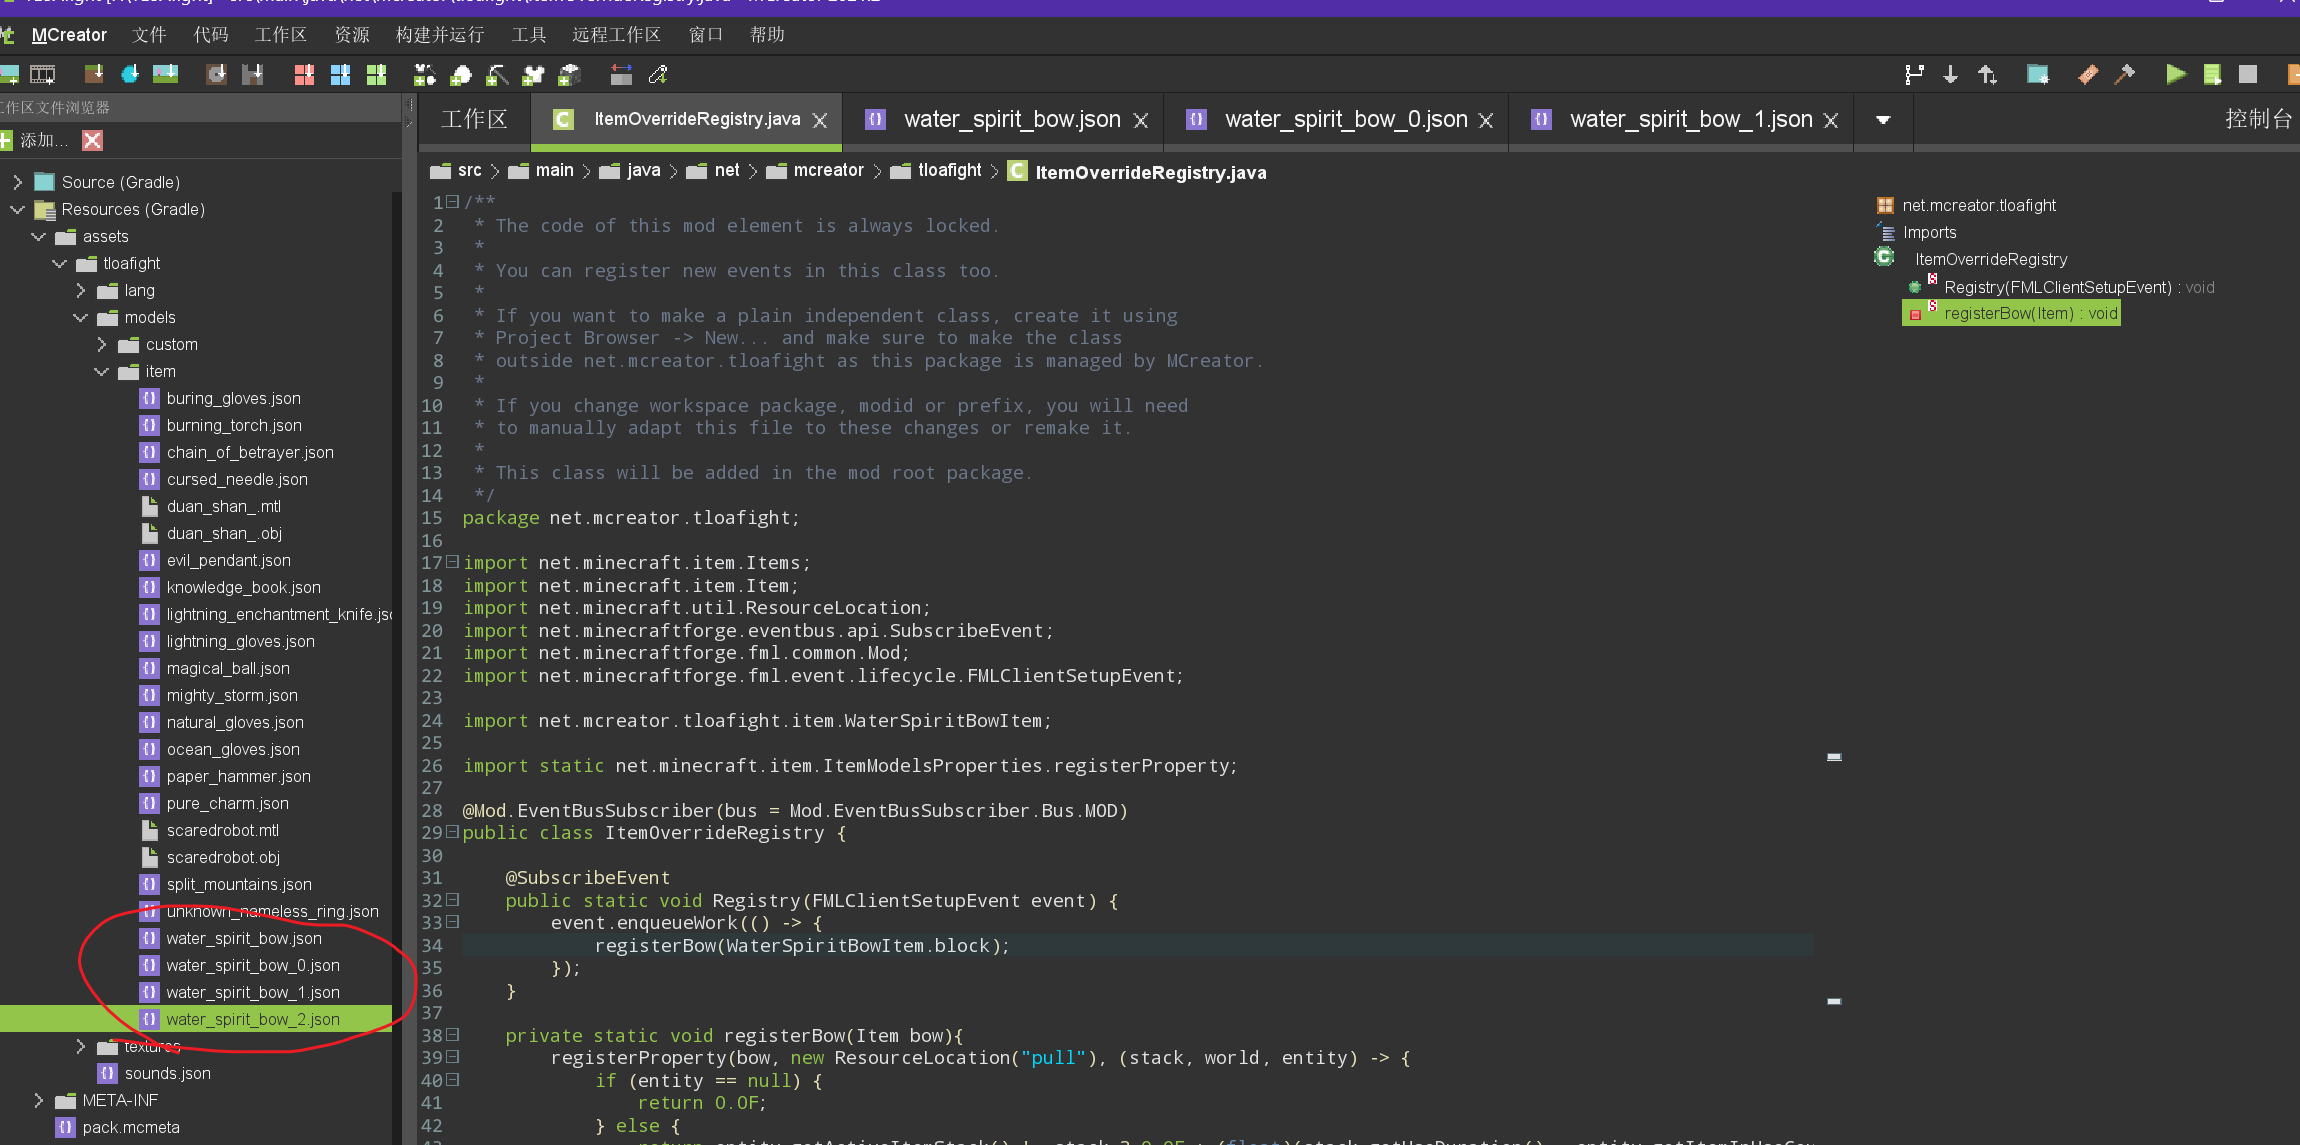 MCreator 文件 代码 工作区 资源 构建并运行 工具 远程工作区 窗口 帮助
工作区文件浏览器
添加...
工作区 ItemOverrideRegistry.java water_spirit_bow.json water_spirit_bow_0.json water_spirit_bow_1.json 控制台
src main java net mcreator tloafight ItemOverrideRegistry.java
Source (Gradle)
Resources (Gradle)
assets
tloafight
lang
models
custom
item
buring_gloves.json
burning_torch.json
chain_of_betrayer.json
cursed_needle.json
duan_shan_.mtl
duan_shan_.obj
evil_pendant.json
knowledge_book.json
lightning_enchantment_knife.jso
lightning_gloves.json
magical_ball.json
mighty_storm.json
natural_gloves.json
ocean_gloves.json
paper_hammer.json
pure_charm.json
scaredrobot.mtl
scaredrobot.obj
split_mountains.json
unknown_nameless_ring.json
water_spirit_bow.json
water_spirit_bow_0.json
water_spirit_bow_1.json
water_spirit_bow_2.json
textures
sounds.json
META-INF
pack.mcmeta
1 /**
2 * The code of this mod element is always locked.
3 *
4 * You can register new events in this class too.
5 *
6 * If you want to make a plain independent class, create it using
7 * Project Browser -> New... and make sure to make the class
8 * outside net.mcreator.tloafight as this package is managed by MCreator.
9 *
10 * If you change workspace package, modid or prefix, you will need
11 * to manually adapt this file to these changes or remake it.
12 *
13 * This class will be added in the mod root package.
14 */
15 package net.mcreator.tloafight;
16
17 import net.minecraft.item.Items;
18 import net.minecraft.item.Item;
19 import net.minecraft.util.ResourceLocation;
20 import net.minecraftforge.eventbus.api.SubscribeEvent;
21 import net.minecraftforge.fml.common.Mod;
22 import net.minecraftforge.fml.event.lifecycle.FMLClientSetupEvent;
23
24 import net.mcreator.tloafight.item.WaterSpiritBowItem;
25
26 import static net.minecraft.item.ItemModelsProperties.registerProperty;
27
28 @Mod.EventBusSubscriber(bus = Mod.EventBusSubscriber.Bus.MOD)
29 public class ItemOverrideRegistry {
30
31 @SubscribeEvent
32 public static void Registry(FMLClientSetupEvent event) {
33 event.enqueueWork(() -> {
34 registerBow(WaterSpiritBowItem.block);
35 });
36 }
37
38 private static void registerBow(Item bow){
39 registerProperty(bow, new ResourceLocation("pull"), (stack, world, entity) -> {
40 if (entity == null) {
41 return 0.0F;
42 } else {
net.mcreator.tloafight
Imports
ItemOverrideRegistry
Registry(FMLClientSetupEvent) : void
registerBow(Item) : void